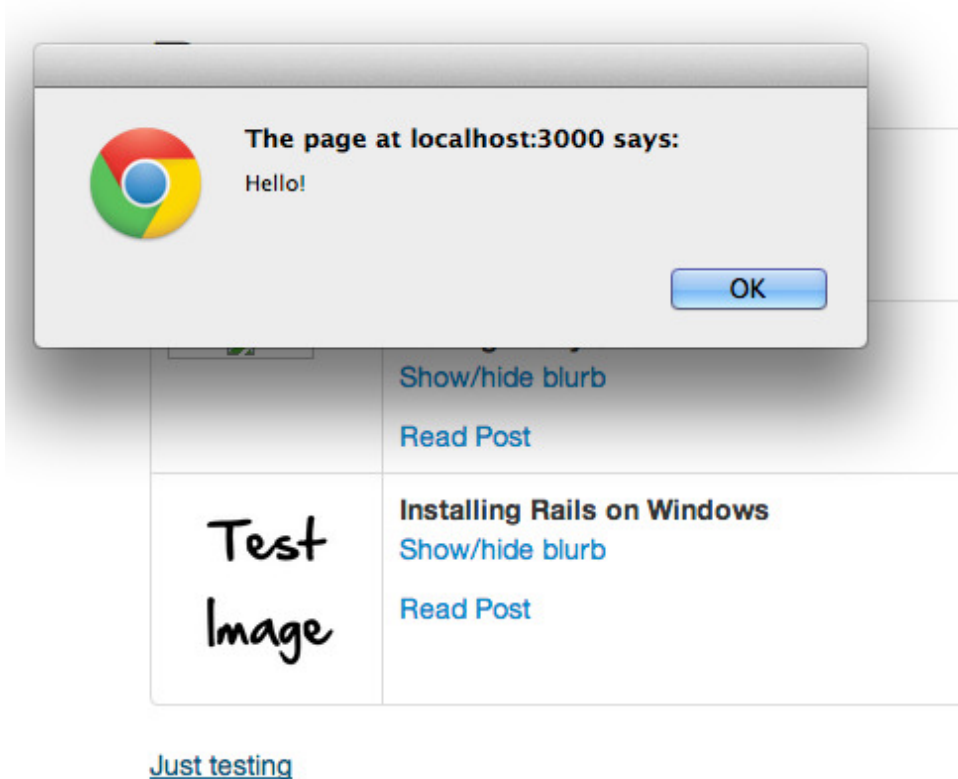 The page at localhost:3000 says:
Hello!
OK
Show/hide blurb
Read Post
Test
Image
Installing Rails on Windows
Show/hide blurb
Read Post
Just testing